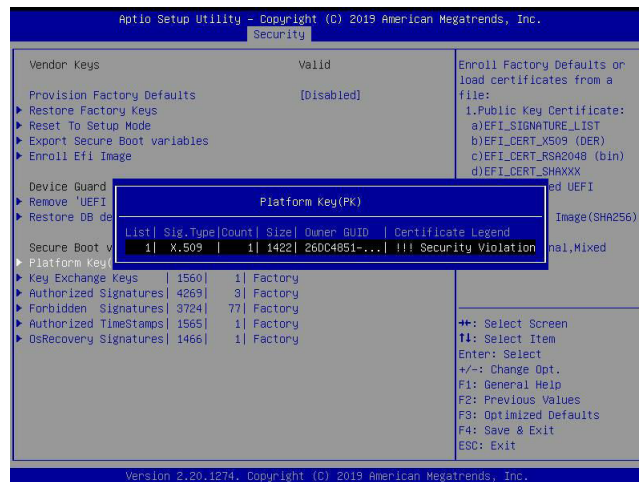 Aptio Setup Utility – Copyright (C) 2019 American Megatrends, Inc.
Security
Vendor Keys Valid
Provision Factory Defaults [Disabled]
Restore Factory Keys
Reset To Setup Mode
Export Secure Boot variables
Enroll Efi Image
Device Guard
Remove 'UEFI
Restore DB de
Secure Boot v
Platform Key(
Key Exchange Keys | 1560| 1| Factory
Authorized Signatures| 4269| 3| Factory
Forbidden Signatures| 3724| 77| Factory
Authorized TimeStamps| 1565| 1| Factory
OsRecovery Signatures| 1466| 1| Factory
Platform Key(PK)
List| Sig.Type|Count| Size| Owner GUID | Certificate Legend
1| X.509 | 1| 1422| 26DC4851-...| !!! Security Violation
Enroll Factory Defaults or
load certificates from a
file:
1.Public Key Certificate:
a)EFI_SIGNATURE_LIST
b)EFI_CERT_X509 (DER)
c)EFI_CERT_RSA2048 (bin)
d)EFI_CERT_SHAXXX
ed UEFI
Image(SHA256)
nal,Mixed
→←: Select Screen
↑↓: Select Item
Enter: Select
+/-: Change Opt.
F1: General Help
F2: Previous Values
F3: Optimized Defaults
F4: Save & Exit
ESC: Exit
Version 2.20.1274. Copyright (C) 2019 American Megatrends, Inc.